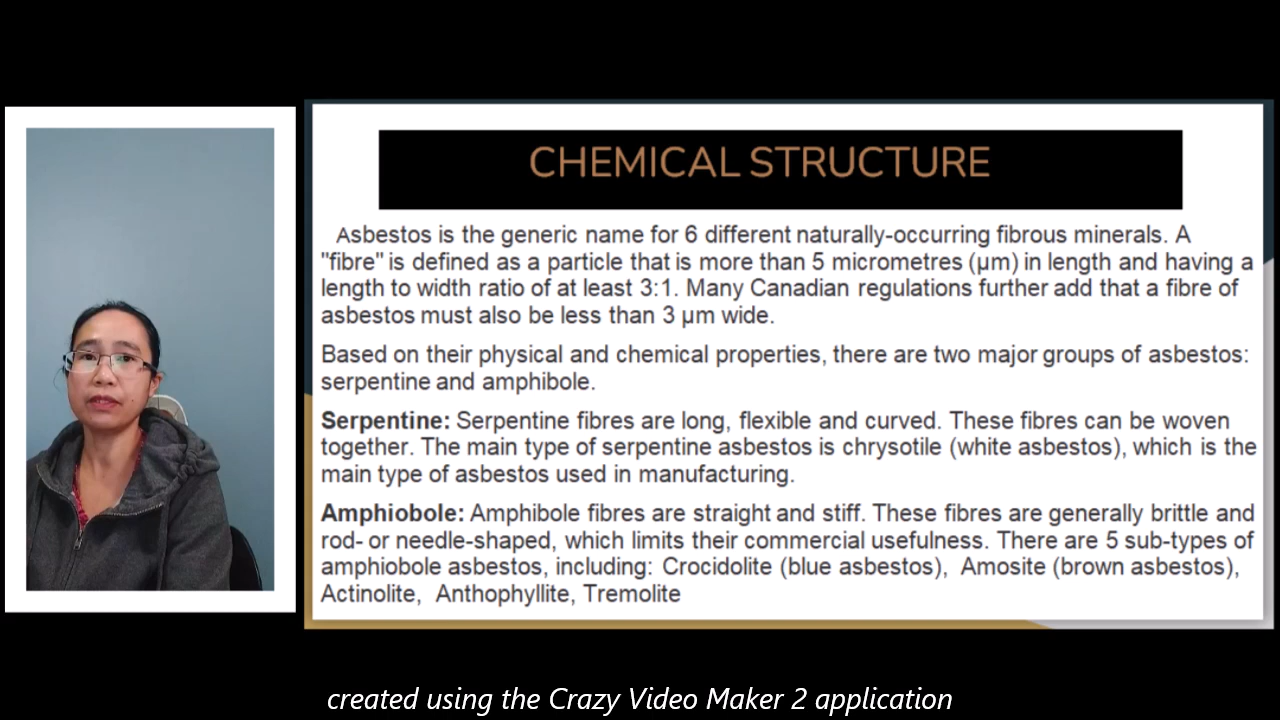 CHEMICAL STRUCTURE
Asbestos is the generic name for 6 different naturally-occurring fibrous minerals. A
"fibre" is defined as a particle that is more than 5 micrometres (µm) in length and having a
length to width ratio of at least 3:1. Many Canadian regulations further add that a fibre of
asbestos must also be less than 3 µm wide.
Based on their physical and chemical properties, there are two major groups of asbestos:
serpentine and amphibole.
Serpentine: Serpentine fibres are long, flexible and curved. These fibres can be woven
together. The main type of serpentine asbestos is chrysotile (white asbestos), which is the
main type of asbestos used in manufacturing.
Amphiobole: Amphibole fibres are straight and stiff. These fibres are generally brittle and
rod- or needle-shaped, which limits their commercial usefulness. There are 5 sub-types of
amphiobole asbestos, including: Crocidolite (blue asbestos), Amosite (brown asbestos),
Actinolite, Anthophyllite, Tremolite
created using the Crazy Video Maker 2 application